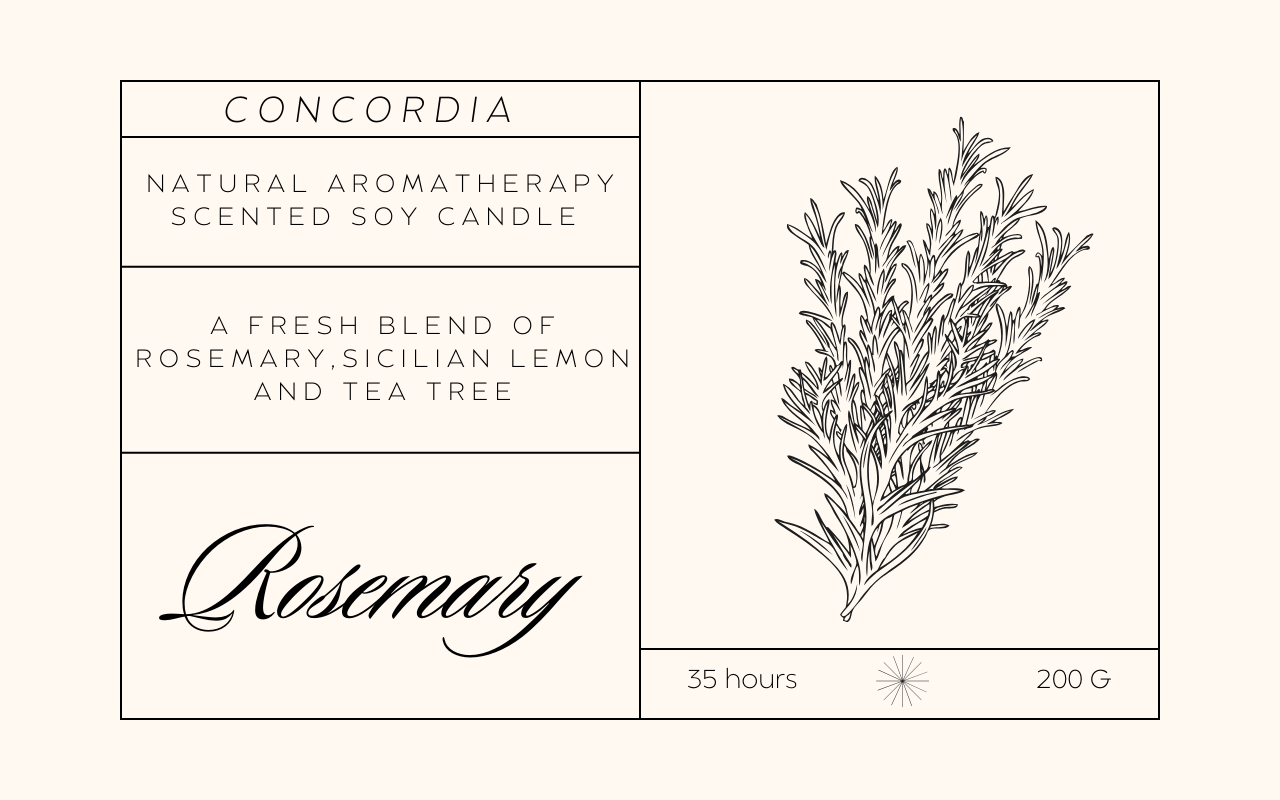 CONCORDIA
NATURAL AROMATHERAPY
SCENTED SOY CANDLE
A FRESH BLEND OF
ROSEMARY,SICILIAN LEMON
AND TEA TREE
Rosemary
35 hours
200 G